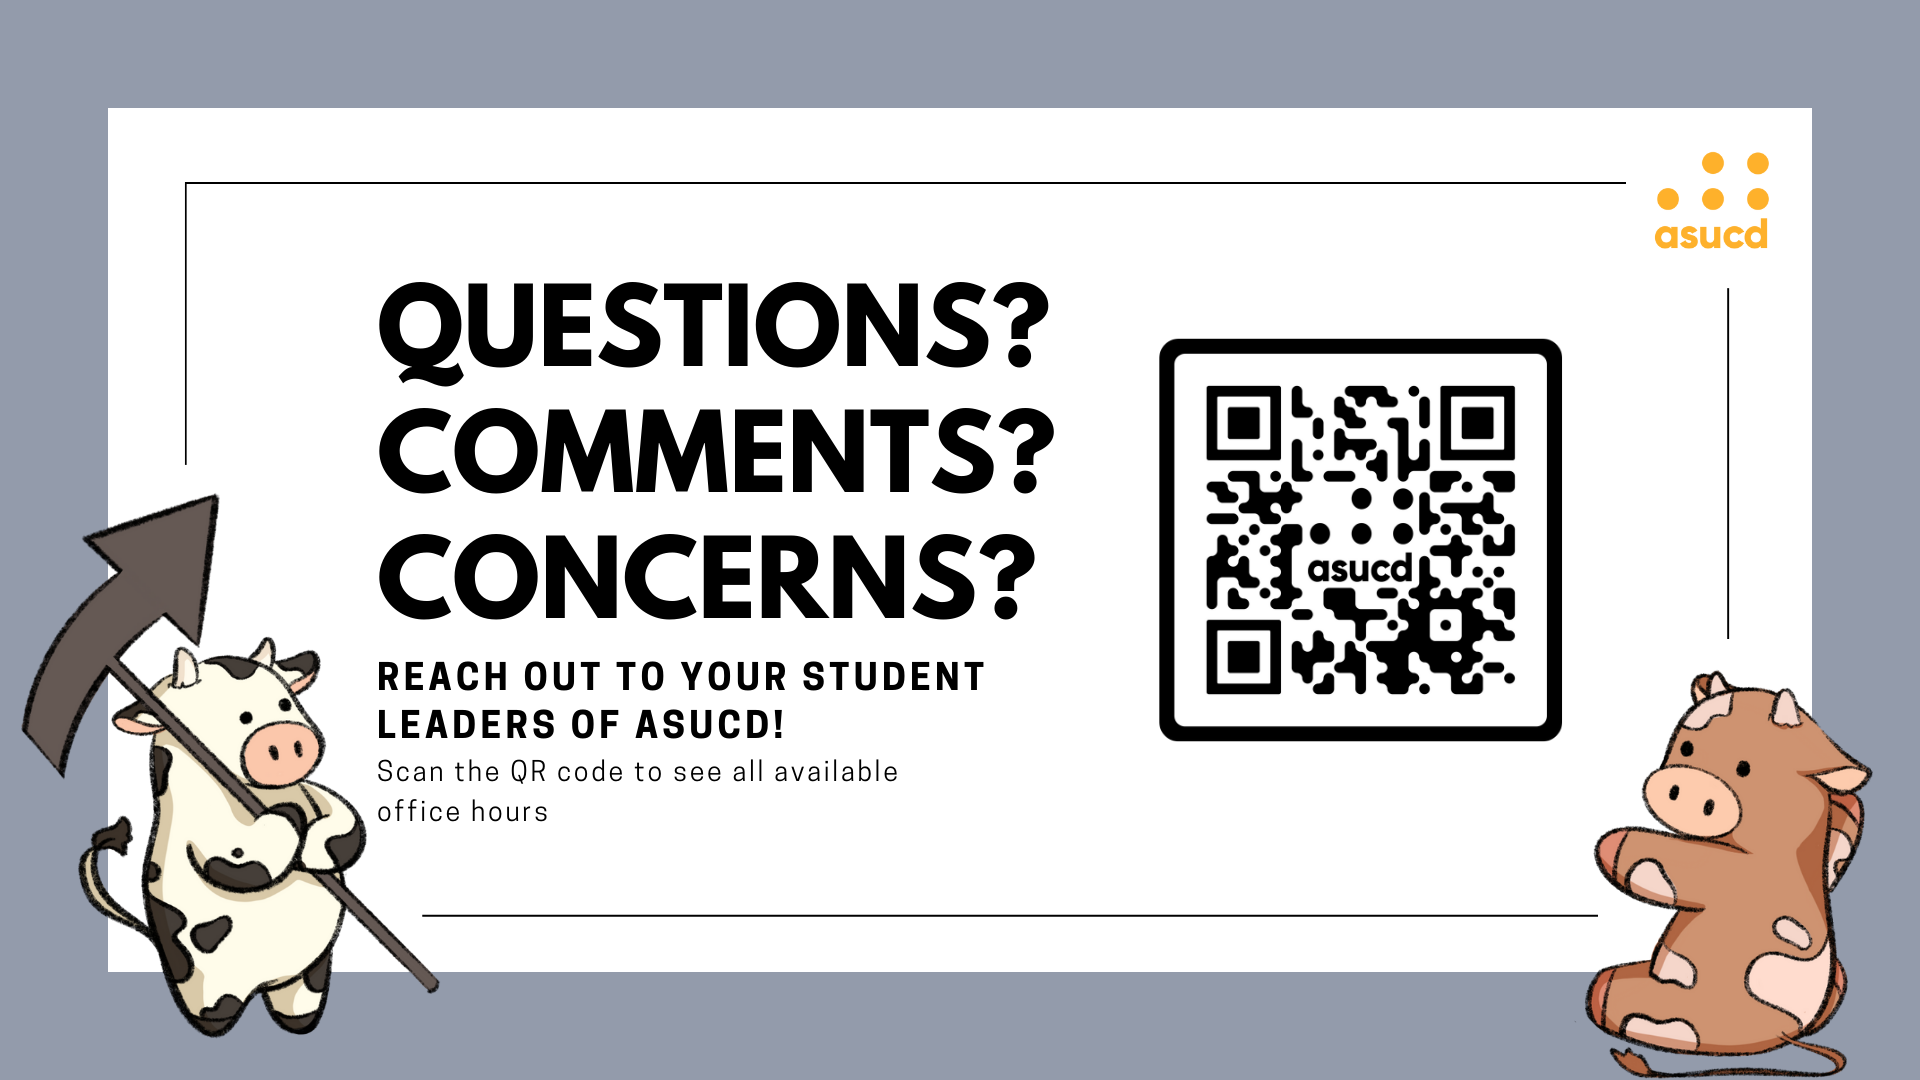 asucd
QUESTIONS?
COMMENTS?
CONCERNS?
asucd
REACH OUT TO YOUR STUDENT
LEADERS OF ASUCD!
Scan the QR code to see all available
office hours